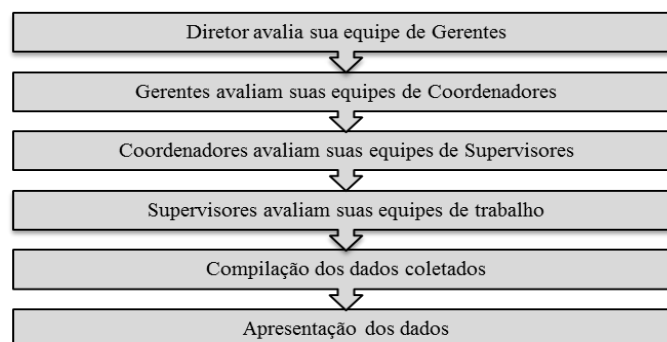 Diretor avalia sua equipe de Gerentes
Gerentes avaliam suas equipes de Coordenadores
Coordenadores avaliam suas equipes de Supervisores
Supervisores avaliam suas equipes de trabalho
Compilação dos dados coletados
Apresentação dos dados